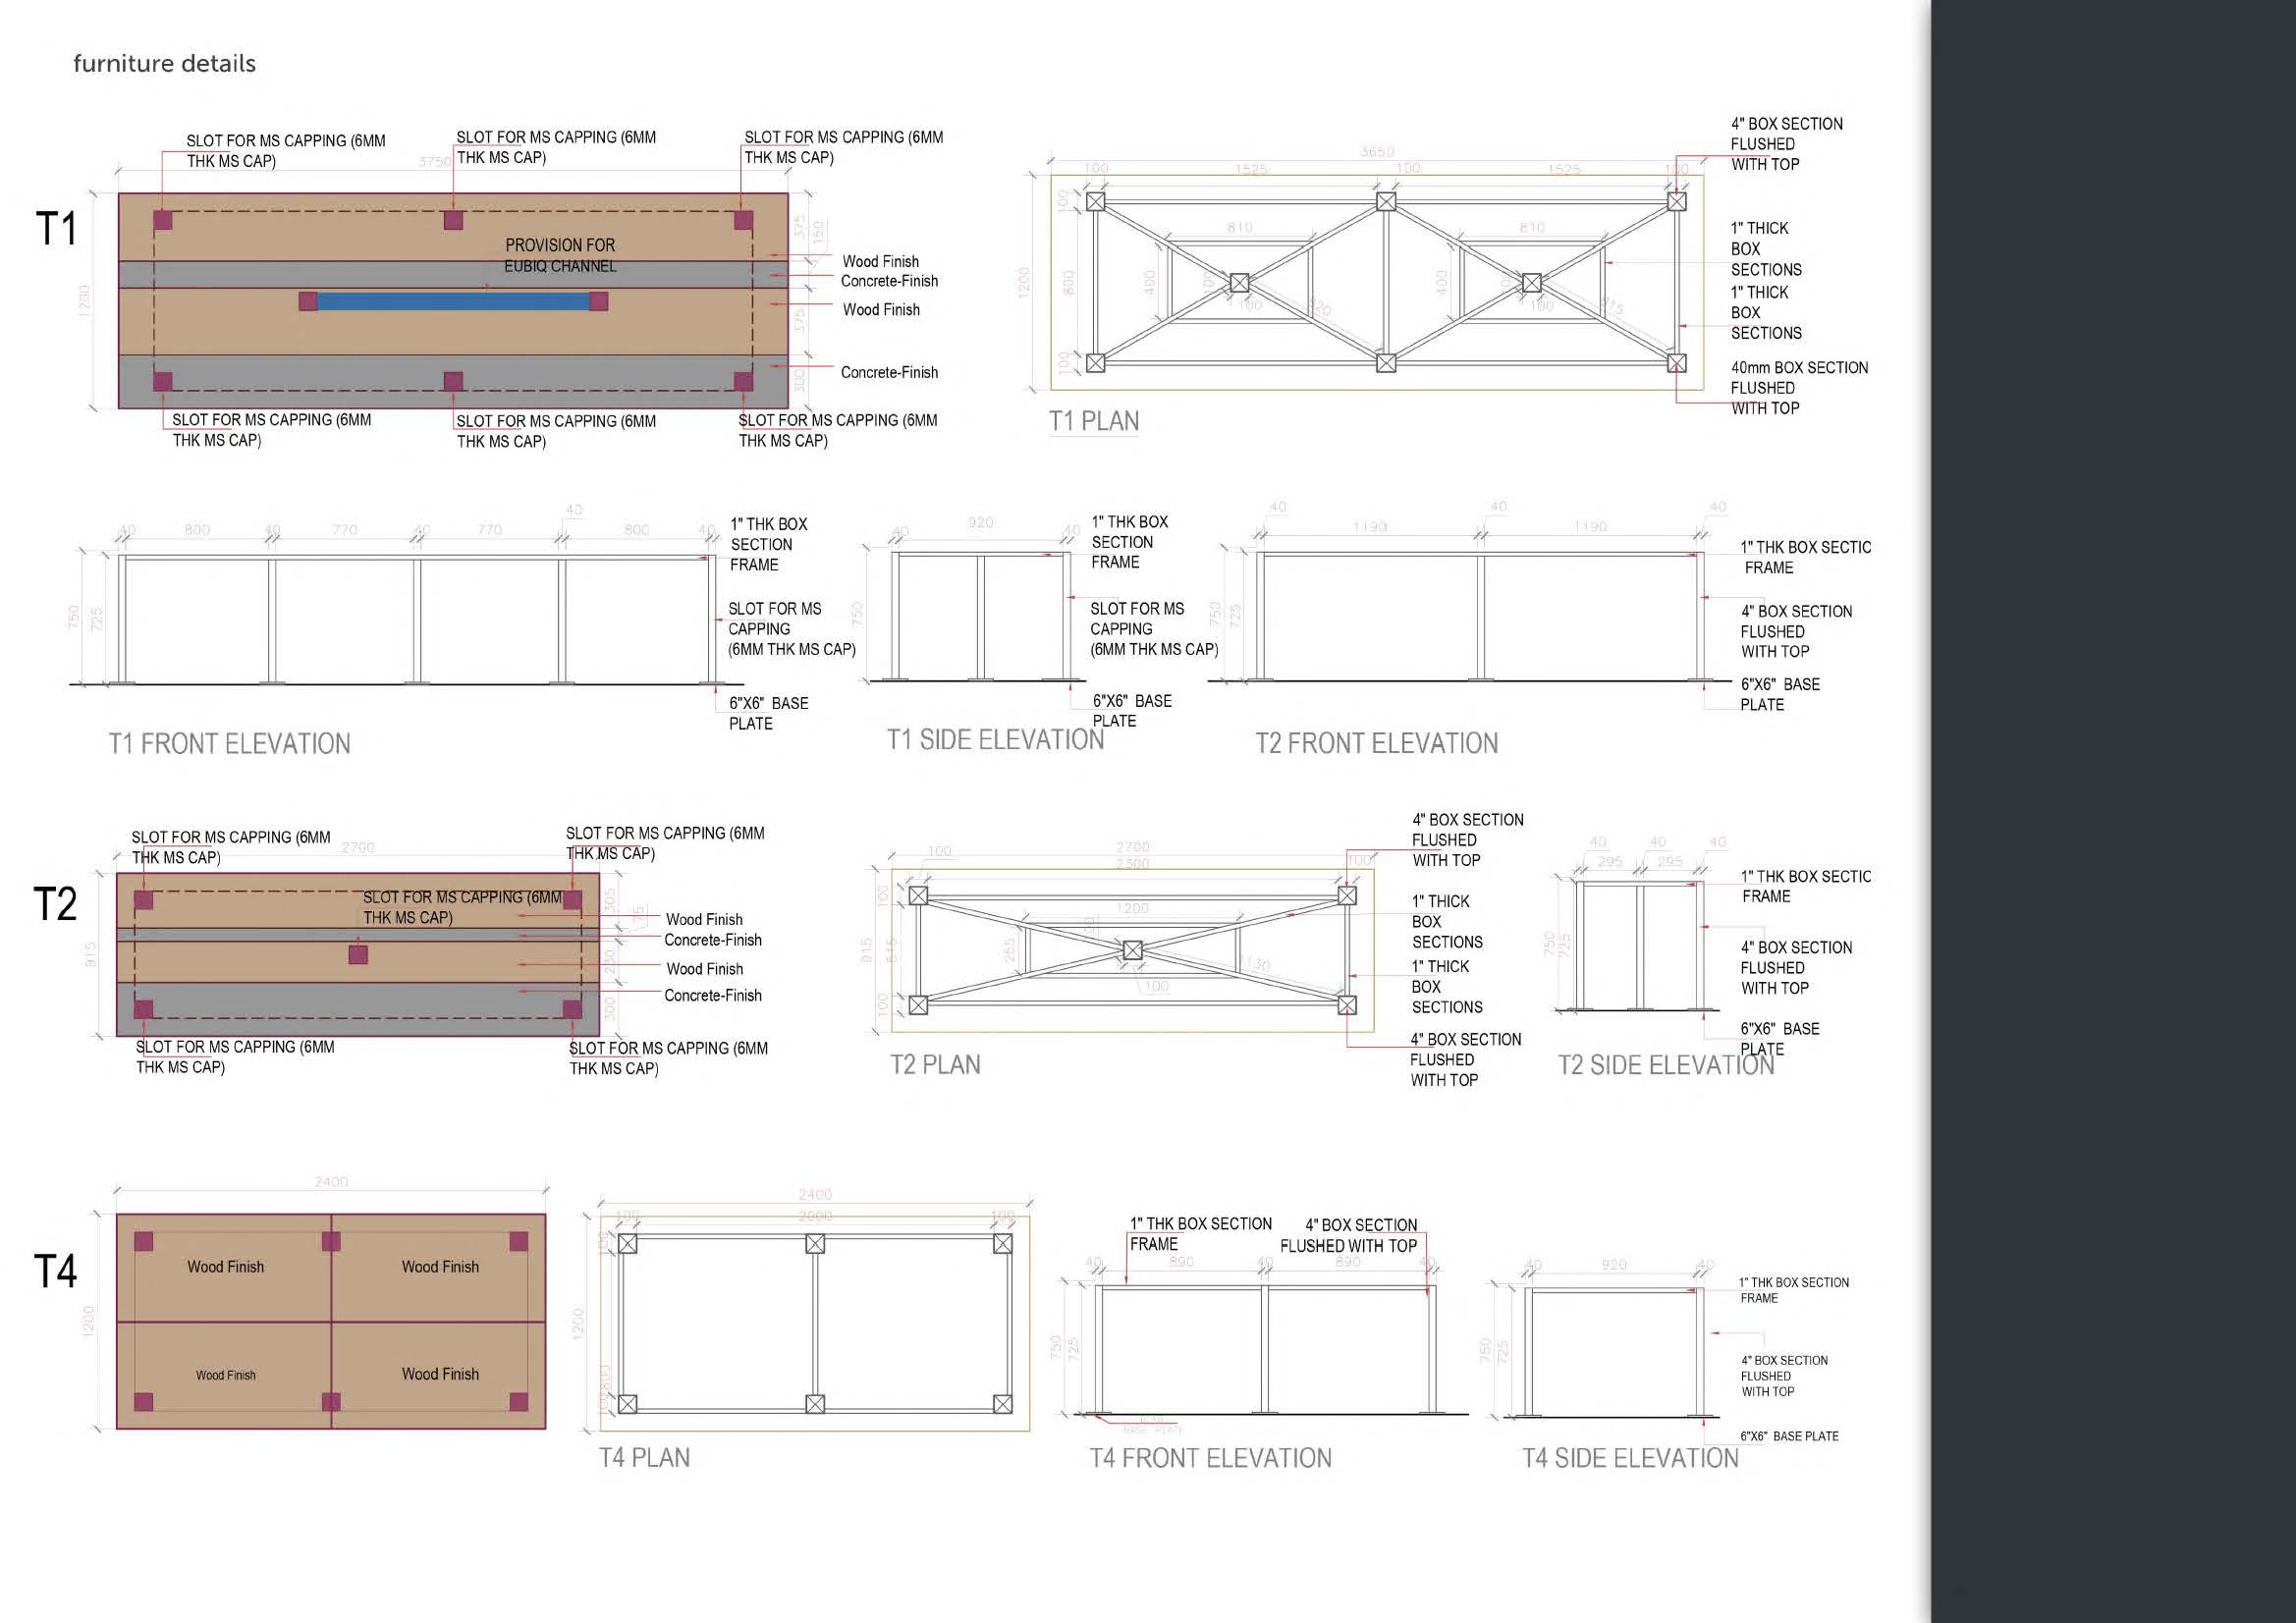 furniture details
T1
SLOT FOR MS CAPPING (6MM
THK MS CAP)
SLOT FOR MS CAPPING (6MM
THK MS CAP)
SLOT FOR MS CAPPING (6MM
THK MS CAP)
3750
1200
375
160
375
300
PROVISION FOR
EUBIQ CHANNEL
Wood Finish
Concrete-Finish
Wood Finish
Concrete-Finish
SLOT FOR MS CAPPING (6MM
THK MS CAP)
SLOT FOR MS CAPPING (6MM
THK MS CAP)
SLOT FOR MS CAPPING (6MM
THK MS CAP)
3650
100 1525 100 1525 100
1200
100
800
100
810
400
100
810
400
100
4" BOX SECTION
FLUSHED
WITH TOP
1" THICK
BOX
SECTIONS
1" THICK
BOX
SECTIONS
40mm BOX SECTION
FLUSHED
WITH TOP
T1 PLAN
40 800 40 770 40 770 40 800 40
750
725
1" THK BOX
SECTION
FRAME
SLOT FOR MS
CAPPING
(6MM THK MS CAP)
6"X6" BASE
PLATE
T1 FRONT ELEVATION
40 920 40
750
1" THK BOX
SECTION
FRAME
SLOT FOR MS
CAPPING
(6MM THK MS CAP)
6"X6" BASE
PLATE
T1 SIDE ELEVATION
40 1190 40 1190 40
750
725
1" THK BOX SECTIC
FRAME
4" BOX SECTION
FLUSHED
WITH TOP
6"X6" BASE
PLATE
T2 FRONT ELEVATION
T2
SLOT FOR MS CAPPING (6MM
THK MS CAP)
SLOT FOR MS CAPPING (6MM
THK MS CAP)
2700
915
SLOT FOR MS CAPPING (6MM
THK MS CAP)
305
75
230
300
Wood Finish
Concrete-Finish
Wood Finish
Concrete-Finish
SLOT FOR MS CAPPING (6MM
THK MS CAP)
SLOT FOR MS CAPPING (6MM
THK MS CAP)
2700
100 2300 100
915
100
515
100
1200
255
100
1130
4" BOX SECTION
FLUSHED
WITH TOP
1" THICK
BOX
SECTIONS
1" THICK
BOX
SECTIONS
4" BOX SECTION
FLUSHED
WITH TOP
T2 PLAN
40 40 40
295 295
750
725
1" THK BOX SECTIC
FRAME
4" BOX SECTION
FLUSHED
WITH TOP
6"X6" BASE
PLATE
T2 SIDE ELEVATION
T4
2400
1200
Wood Finish
Wood Finish
Wood Finish
Wood Finish
2400
100 2000 100
1200
100
T4 PLAN
1" THK BOX SECTION
FRAME
4" BOX SECTION
FLUSHED WITH TOP
40 890 40 890 40
750
725
BASE PLATE
T4 FRONT ELEVATION
40 920 40
750
725
1" THK BOX SECTION
FRAME
4" BOX SECTION
FLUSHED
WITH TOP
6"X6" BASE PLATE
T4 SIDE ELEVATION